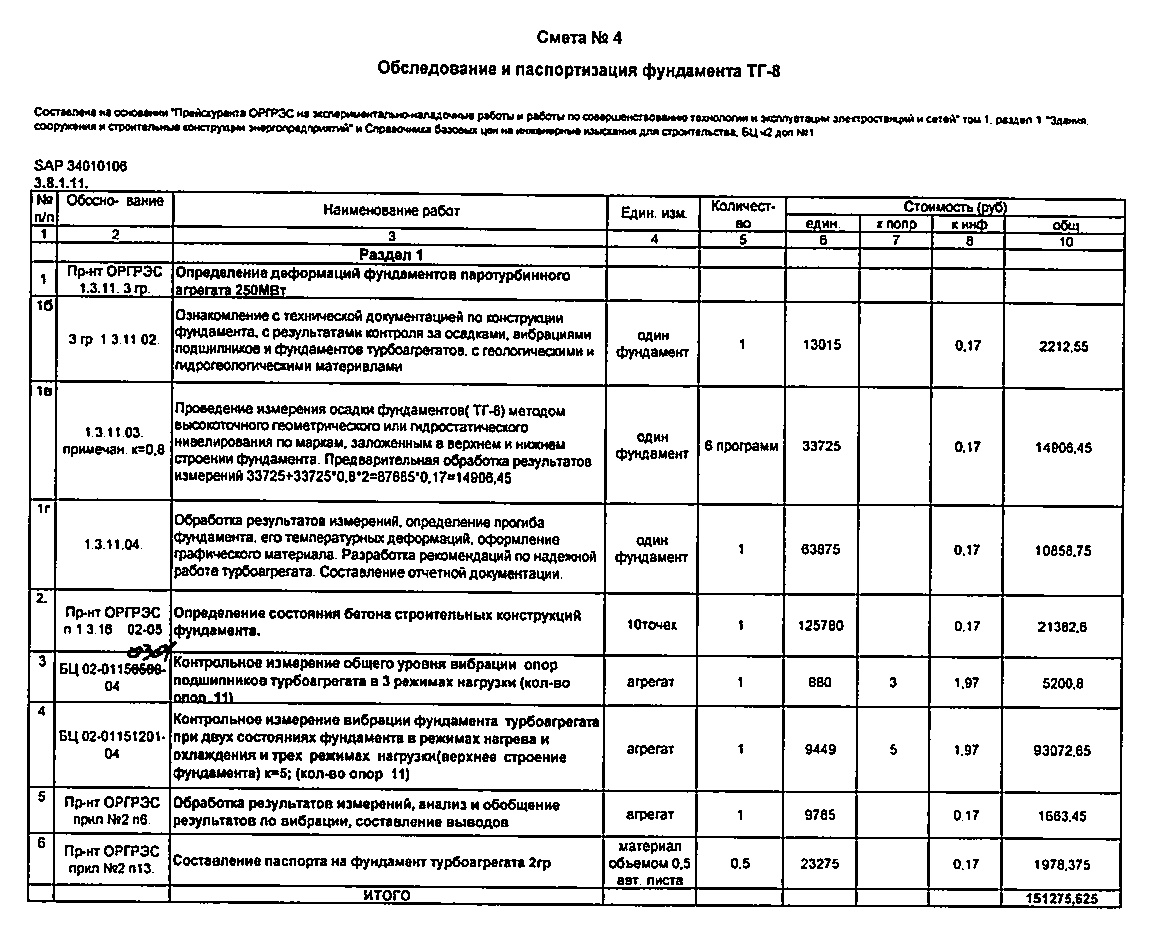 Смета № 4
Обследование и паспортизация фундамента ТГ-8
Составлена на основании "Прейскуранта ОРГРЭС на экспериментально-наладочные работы и работы по совершенствованию технологии и эксплуатации электростанций и сетей" том 1, раздел 1 "Здания,
сооружения и строительные конструкции энергопредприятий" и Справочника базовых цен на инженерные изыскания для строительства, БЦ ч2 доп №1
SAP 34010106
3.8.1.11.
№ п/п Обосно- вание Наименование работ Един. изм. Количест-во Стоимость (руб)
един к попр к инф общ
1 2 3 4 5 6 7 8 10
Раздел 1
1 Пр-нт ОРГРЭС 1.3.11. 3 гр. Определение деформаций фундаментов паротурбинного
агрегата 250МВт
1б 3 гр 1 3.11 02. Ознакомление с технической документацией по конструкции
фундамента, с результатами контроля за осадками, вибрациями
подшипников и фундаментов турбоагрегатов, с геологическими и
гидрогеологическими материалами
один фундамент 1 13015 0,17 2212,55
1в 1.3.11.03. примечан. к=0,8 Проведение измерения осадки фундаментов( ТГ-8) методом
высокоточного геометрического или гидростатического
нивелирования по маркам, заложенным в верхнем и нижнем
строении фундамента. Предварительная обработка результатов
измерений 33725+33725*0,8*2=87685*0,17=14906,45
один фундамент 6 программ 33725 0,17 14906,45
1г 1.3.11.04. Обработка результатов измерений, определение прогиба
фундамента, его температурных деформаций, оформление
графического материала. Разработка рекомендаций по надежной
работе турбоагрегата. Составление отчетной документации.
один фундамент 1 63875 0,17 10858,75
2. Пр-нт ОРГРЭС п 1 3.16 02-05 Определение состояния бетона строительных конструкций
фундамента.
10точек 1 125780 0,17 21382,6
3 БЦ 02-01150500-04 Контрольное измерение общего уровня вибрации опор
подшипников турбоагрегата в 3 режимах нагрузки (кол-во
опор 11)
агрегат 1 880 3 1,97 5200,8
4 БЦ 02-01151201-04 Контрольное измерение вибрации фундамента турбоагрегата
при двух состояниях фундамента в режимах нагрева и
охлаждения и трех режимах нагрузки(верхнее строение
фундамента) к=5; (кол-во опор 11)
агрегат 1 9449 5 1,97 93072,65
5 Пр-нт ОРГРЭС прил №2 п6. Обработка результатов измерений, анализ и обобщение
результатов по вибрации, составление выводов
агрегат 1 9785 0.17 1663,45
6 Пр-нт ОРГРЭС прил №2 п13. Составление паспорта на фундамент турбоагрегата 2гр
материал объемом 0,5 авт. листа 0.5 23275 0,17 1978,375
ИТОГО 151275,625